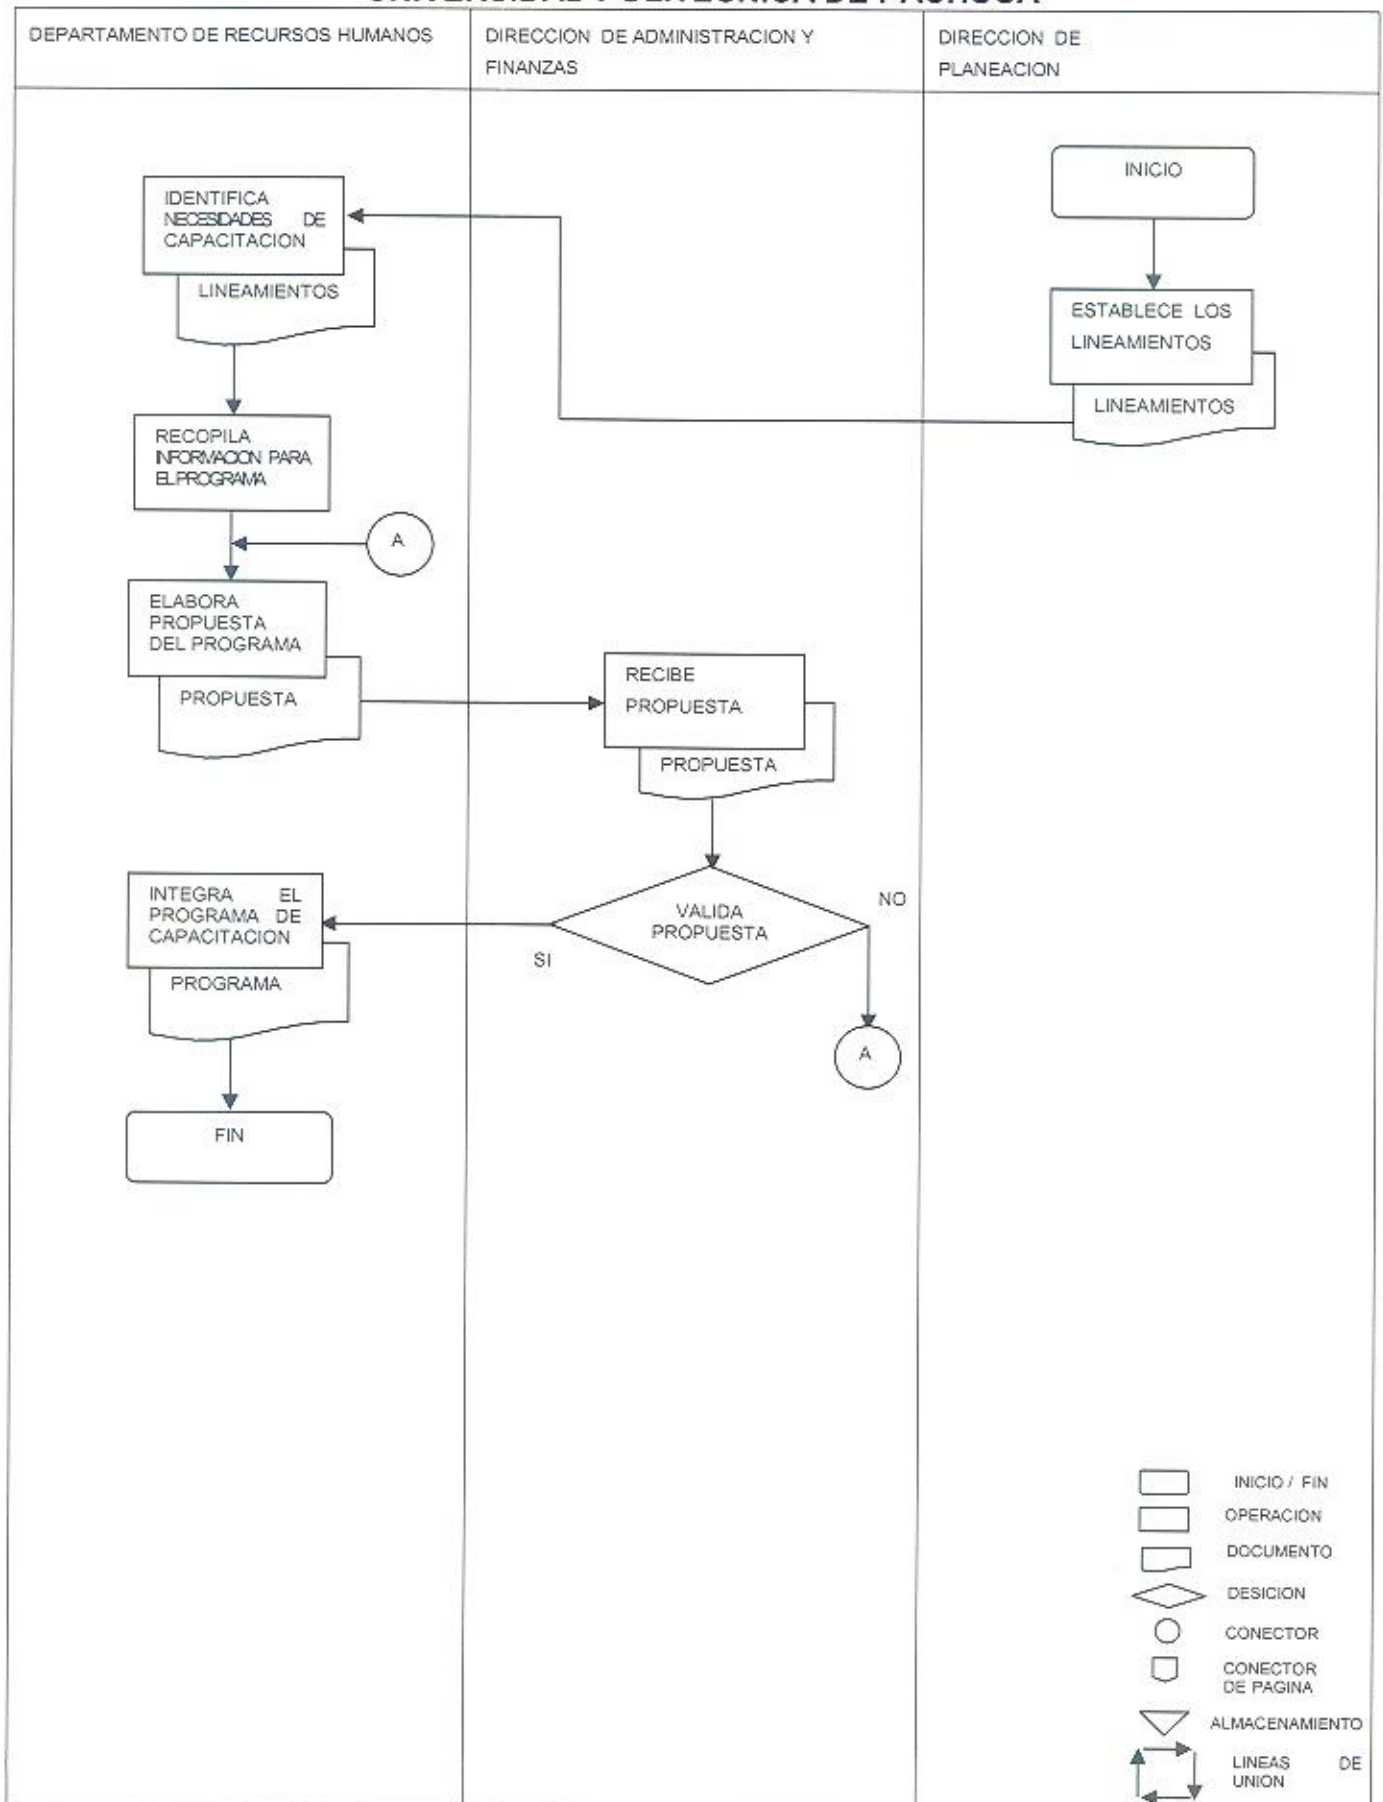 DEPARTAMENTO DE RECURSOS HUMANOS
DIRECCION DE ADMINISTRACION Y
FINANZAS
DIRECCION DE
PLANEACION
INICIO
ESTABLECE LOS
LINEAMIENTOS
LINEAMIENTOS
IDENTIFICA
NECESIDADES DE
CAPACITACION
LINEAMIENTOS
RECOPILA
INFORMACION PARA
EL PROGRAMA
A
ELABORA
PROPUESTA
DEL PROGRAMA
PROPUESTA
RECIBE
PROPUESTA
PROPUESTA
VALIDA
PROPUESTA
NO
SI
A
INTEGRA EL
PROGRAMA DE
CAPACITACION
PROGRAMA
FIN
INICIO / FIN
OPERACION
DOCUMENTO
DESICION
CONECTOR
CONECTOR
DE PAGINA
ALMACENAMIENTO
LINEAS DE
UNION